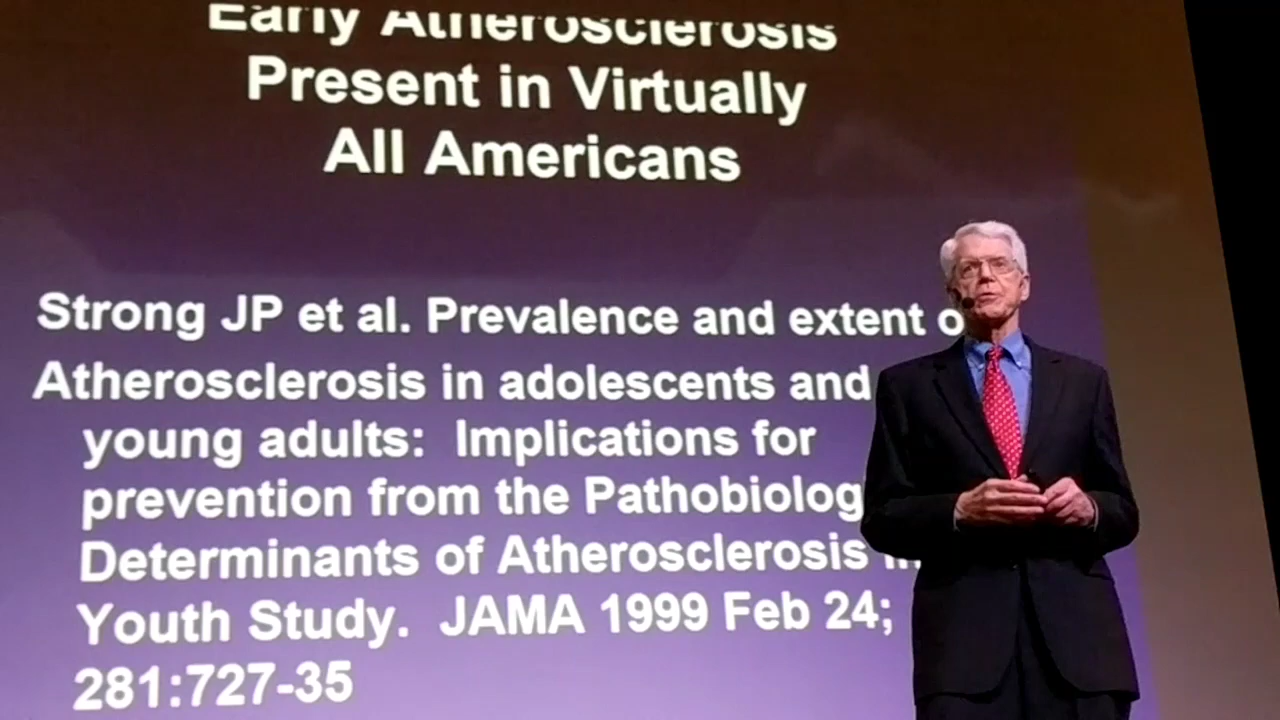 Early Atherosclerosis
Present in Virtually
All Americans
Strong JP et al. Prevalence and extent o
Atherosclerosis in adolescents and
young adults: Implications for
prevention from the Pathobiolog
Determinants of Atherosclerosis in
Youth Study. JAMA 1999 Feb 24;
281:727-35